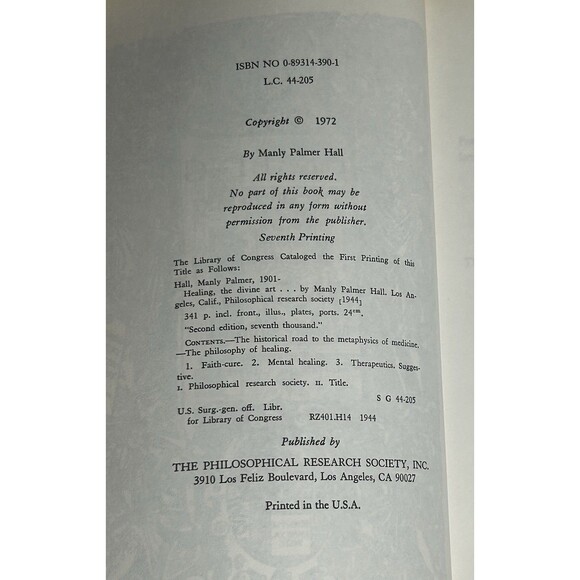 ISBN NO 0-89314-390-1
L.C. 44-205
Copyright © 1972
By Manly Palmer Hall
All rights reserved.
No part of this book may be
reproduced in any form without
permission from the publisher.
Seventh Printing
The Library of Congress Cataloged the First Printing of this
Title as Follows:
Hall, Manly Palmer, 1901-
Healing, the divine art . . . by Manly Palmer Hall. Los An-
geles, Calif., Philosophical research society [1944]
341 p. incl. front., illus., plates, ports. 24cm.
"Second edition, seventh thousand."
CONTENTS.—The historical road to the metaphysics of medicine.
—The philosophy of healing.
1. Faith-cure. 2. Mental healing. 3. Therapeutics. Sugges-
tive.
I. Philosophical research society. II. Title.
S G 44-205
U.S. Surg.-gen. off. Libr.
for Library of Congress RZ401.H14 1944
Published by
THE PHILOSOPHICAL RESEARCH SOCIETY, INC.
3910 Los Feliz Boulevard, Los Angeles, CA 90027
Printed in the U.S.A.